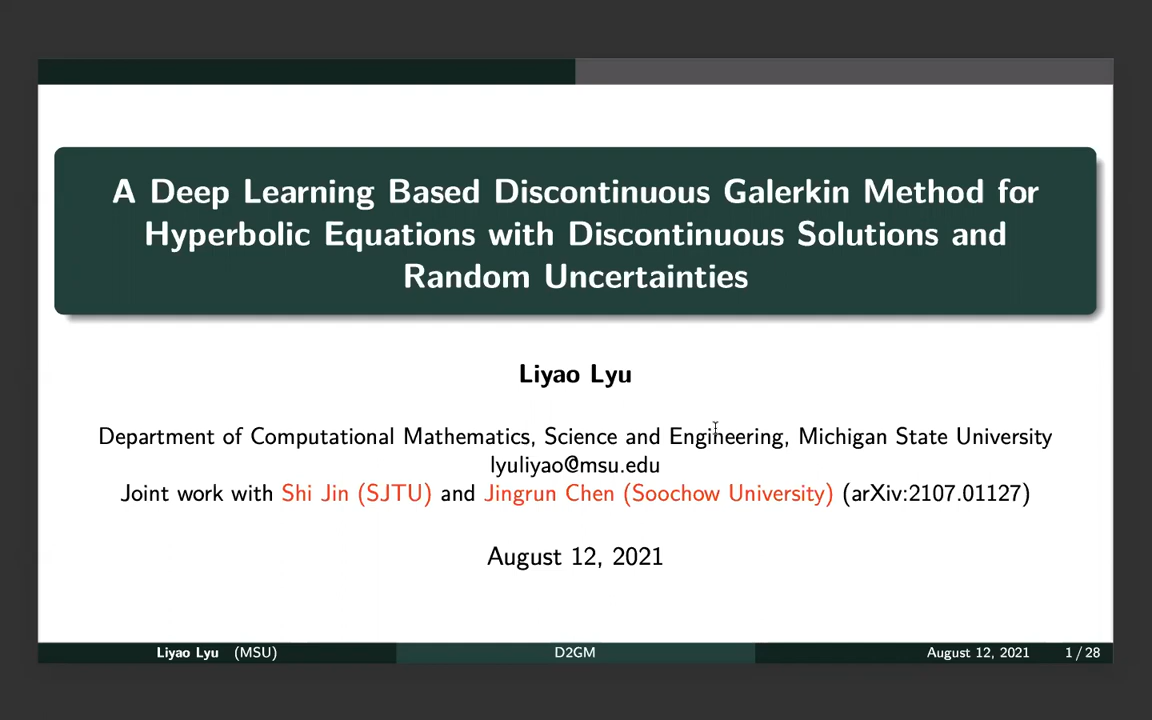 A Deep Learning Based Discontinuous Galerkin Method for
Hyperbolic Equations with Discontinuous Solutions and
Random Uncertainties
Liyao Lyu
Department of Computational Mathematics, Science and Engineering, Michigan State University
lyuliyao@msu.edu
Joint work with Shi Jin (SJTU) and Jingrun Chen (Soochow University) (arXiv:2107.01127)
August 12, 2021
Liyao Lyu (MSU) D2GM August 12, 2021 1 / 28